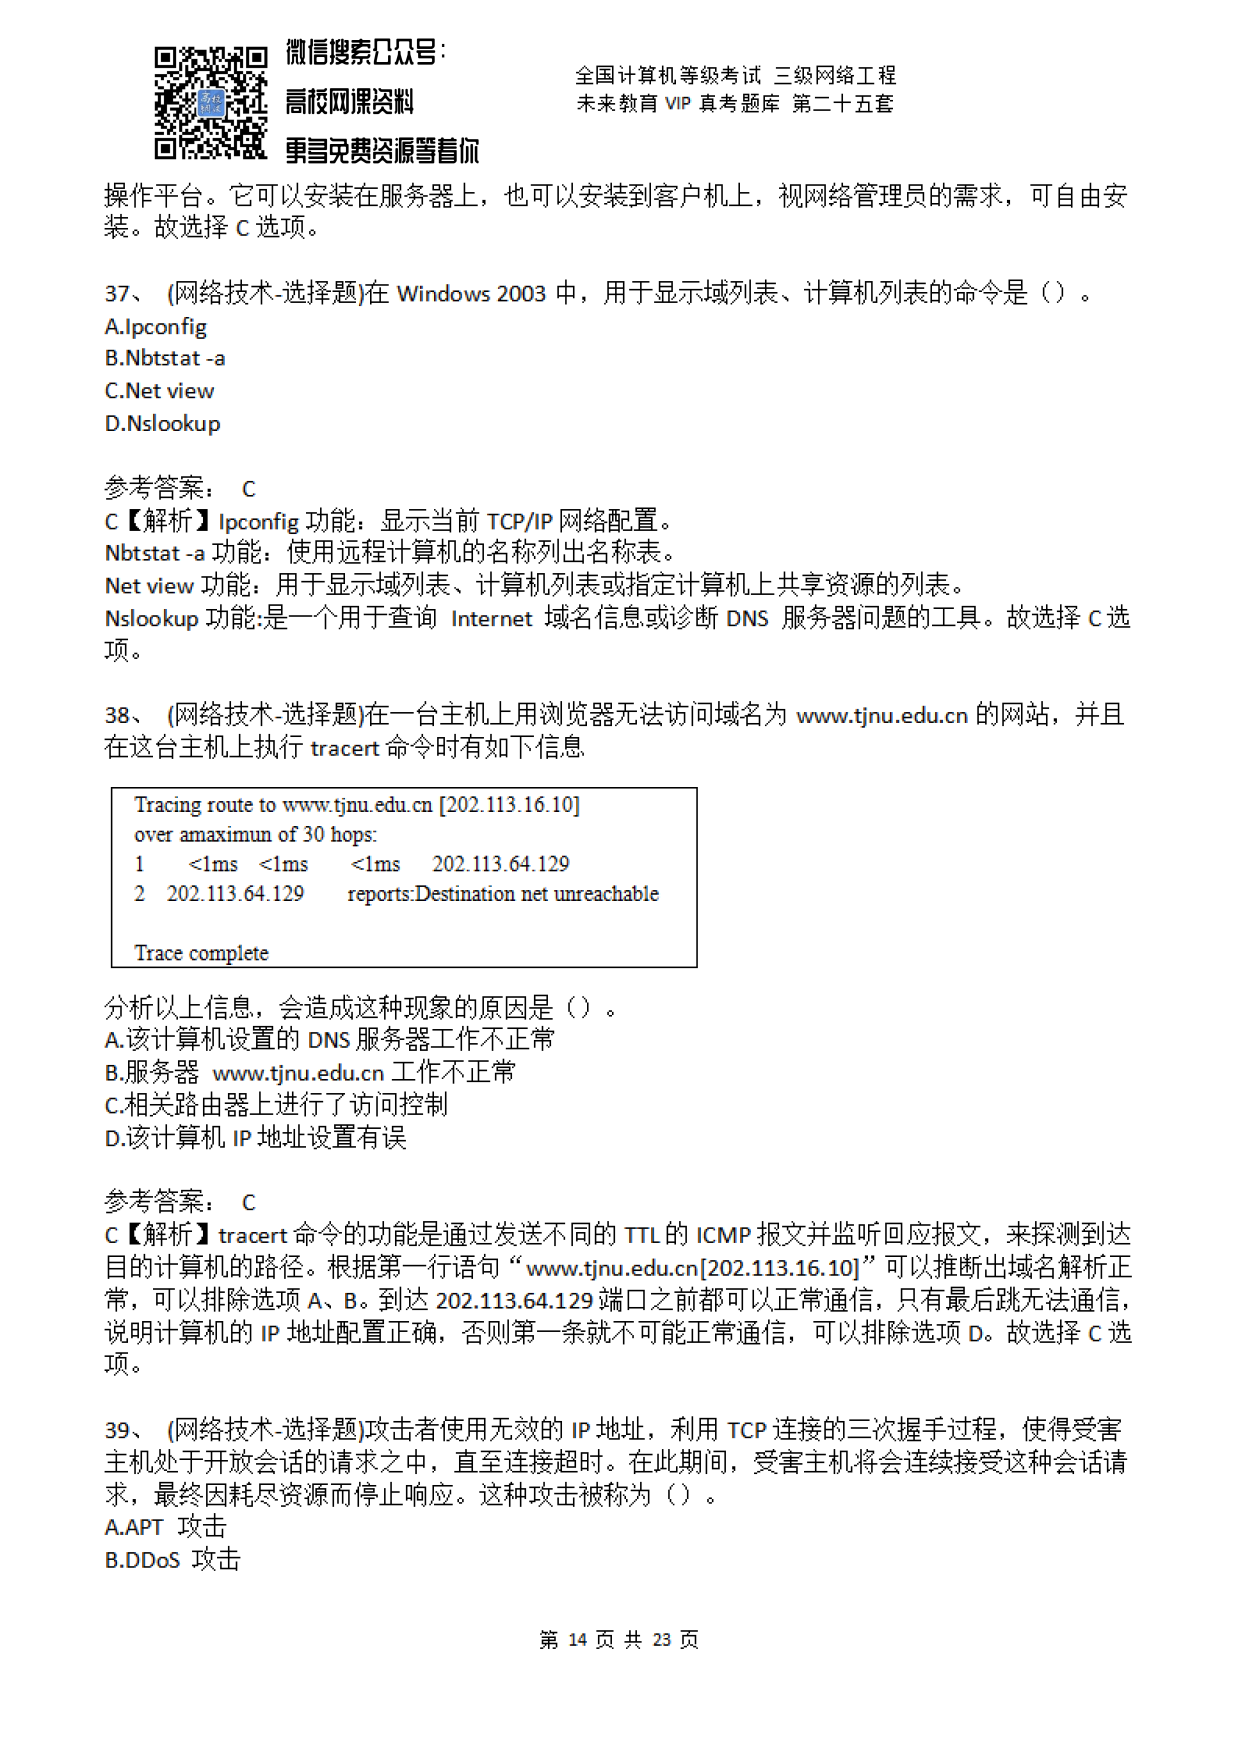 微信搜索公众号：
高校网课资料
更多免费资源等着你
全国计算机等级考试 三级网络工程
未来教育 VIP 真考题库 第二十五套
操作平台。它可以安装在服务器上，也可以安装到客户机上，视网络管理员的需求，可自由安
装。故选择 C 选项。
37、 (网络技术-选择题)在 Windows 2003 中，用于显示域列表、计算机列表的命令是（）。
A.Ipconfig
B.Nbtstat -a
C.Net view
D.Nslookup
参考答案： C
C【解析】Ipconfig 功能：显示当前 TCP/IP 网络配置。
Nbtstat -a 功能：使用远程计算机的名称列出名称表。
Net view 功能：用于显示域列表、计算机列表或指定计算机上共享资源的列表。
Nslookup 功能:是一个用于查询 Internet 域名信息或诊断 DNS 服务器问题的工具。故选择 C 选
项。
38、 (网络技术-选择题)在一台主机上用浏览器无法访问域名为 www.tjnu.edu.cn 的网站，并且
在这台主机上执行 tracert 命令时有如下信息
Tracing route to www.tjnu.edu.cn [202.113.16.10]
over amaximun of 30 hops:
1 <1ms <1ms <1ms 202.113.64.129
2 202.113.64.129 reports:Destination net unreachable
Trace complete
分析以上信息，会造成这种现象的原因是（）。
A.该计算机设置的 DNS 服务器工作不正常
B.服务器 www.tjnu.edu.cn 工作不正常
C.相关路由器上进行了访问控制
D.该计算机 IP 地址设置有误
参考答案： C
C【解析】tracert 命令的功能是通过发送不同的 TTL 的 ICMP 报文并监听回应报文，来探测到达
目的计算机的路径。根据第一行语句“www.tjnu.edu.cn[202.113.16.10]”可以推断出域名解析正
常，可以排除选项 A、B。到达 202.113.64.129 端口之前都可以正常通信，只有最后跳无法通信，
说明计算机的 IP 地址配置正确，否则第一条就不可能正常通信，可以排除选项 D。故选择 C 选
项。
39、 (网络技术-选择题)攻击者使用无效的 IP 地址，利用 TCP 连接的三次握手过程，使得受害
主机处于开放会话的请求之中，直至连接超时。在此期间，受害主机将会连续接受这种会话请
求，最终因耗尽资源而停止响应。这种攻击被称为（）。
A.APT 攻击
B.DDoS 攻击
第 14 页 共 23 页